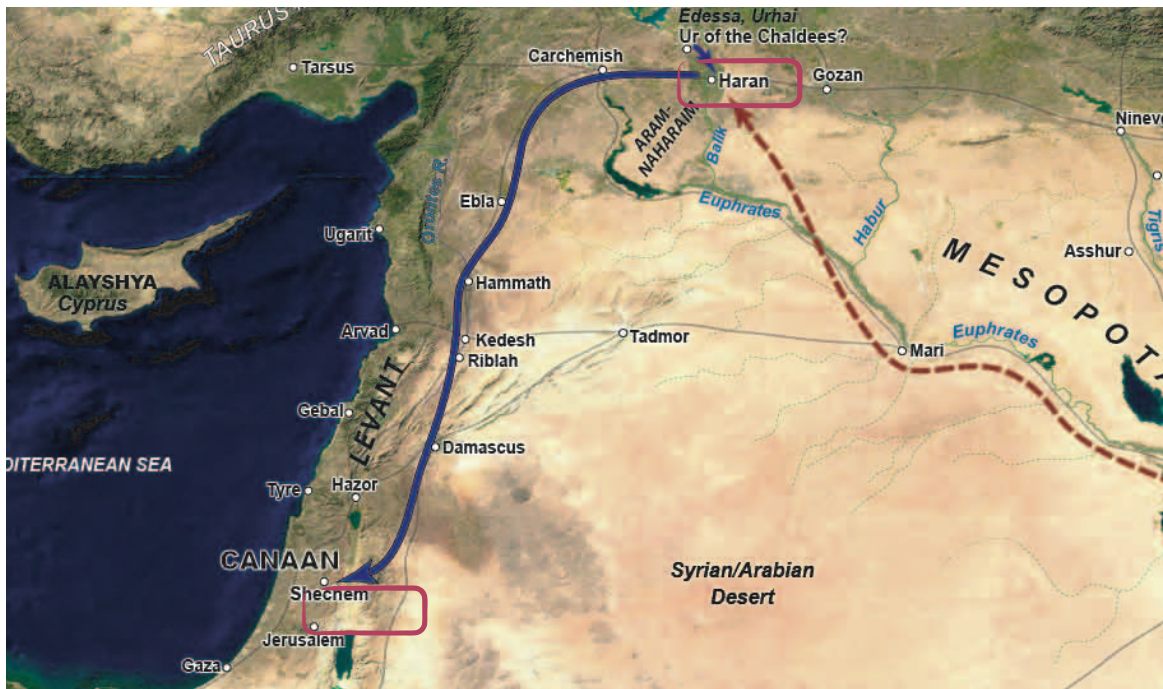 Edessa, Urhai
Ur of the Chaldees?
TAURUS
Carchemish
Tarsus
Haran
Gozan
Nineve
ARAM-
NAHARAIM
Balik
Orontes R.
Ebla
Euphrates
Habur
Tigris
Ugarit
MESOPOTA
Asshur
ALAYSHYA
Cyprus
Hammath
Arvad
Kedesh
Tadmor
Euphrates
Riblah
Mari
LEVANT
Gebal
Damascus
DITERRANEAN SEA
Tyre
Hazor
CANAAN
Shechem
Syrian/Arabian
Desert
Jerusalem
Gaza